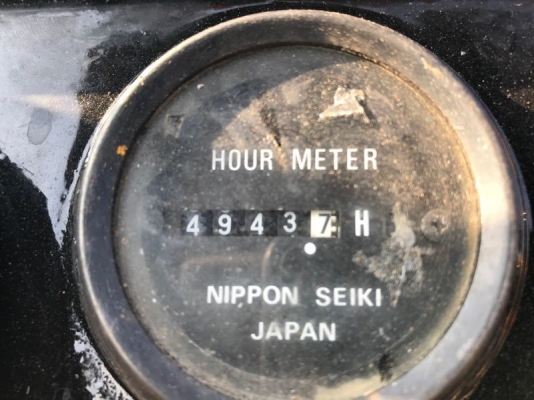 HOUR METER
49437 H
NIPPON SEIKI
JAPAN